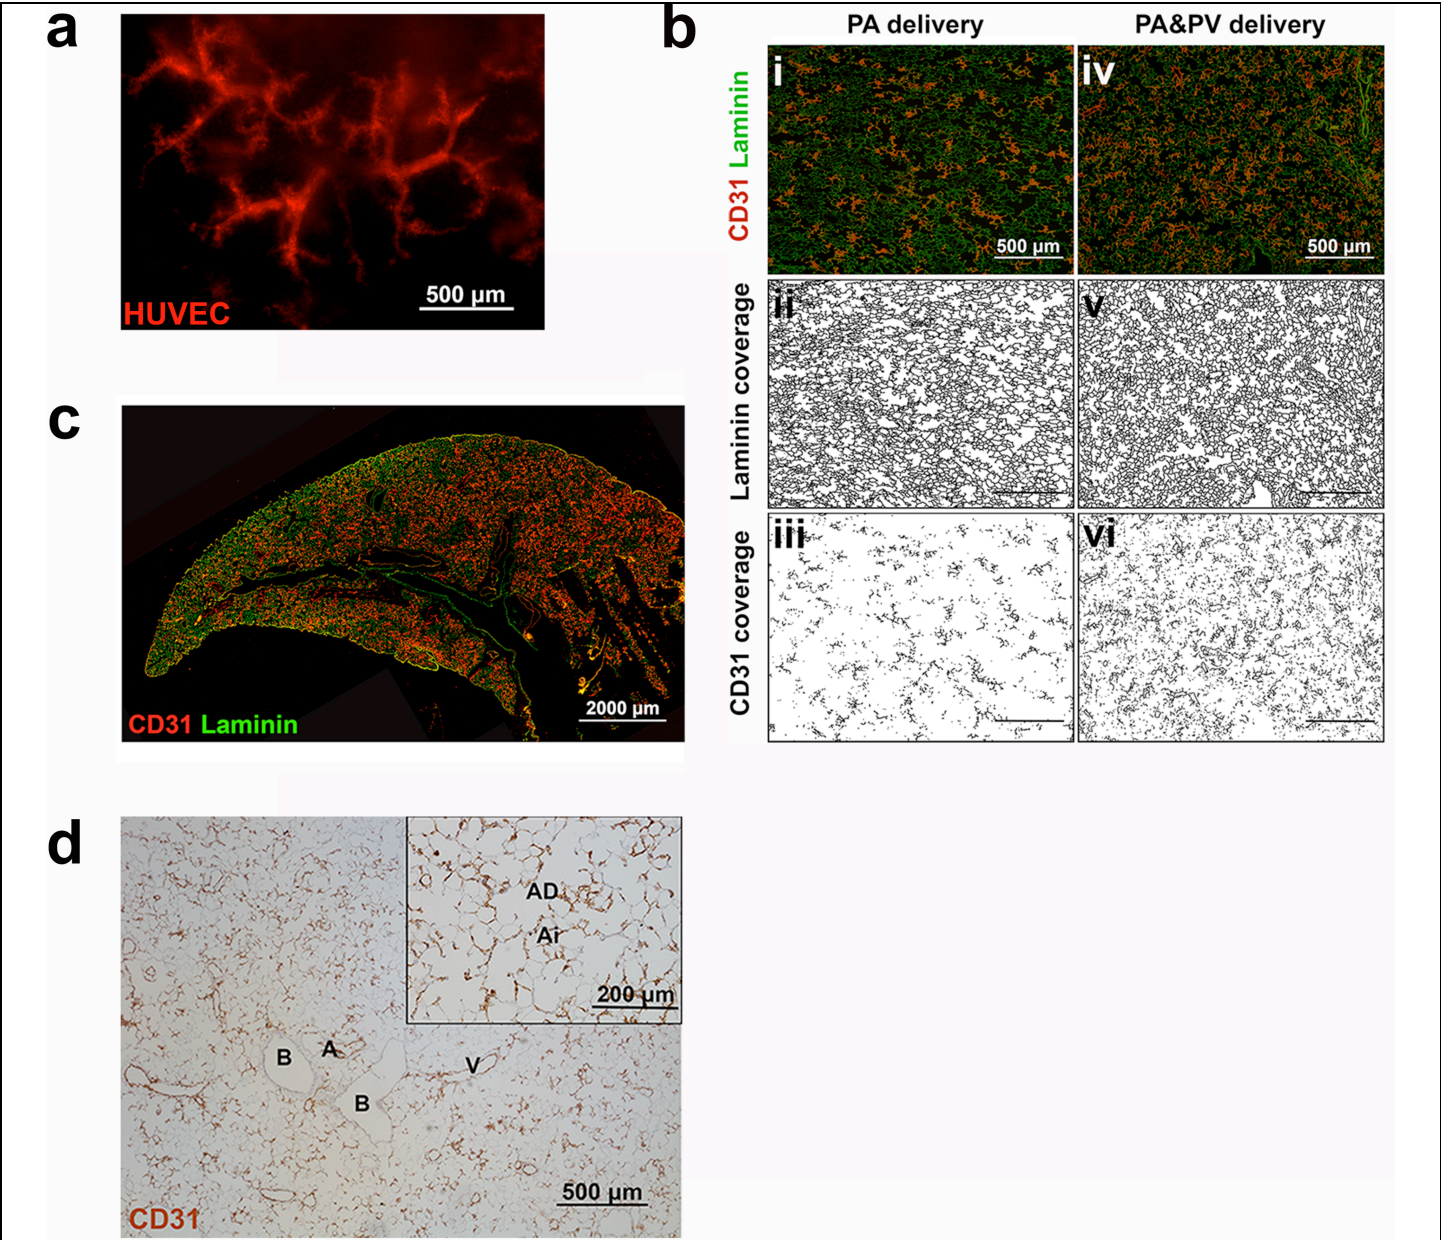 a
HUVEC
500 µm
b
PA delivery
PA&PV delivery
CD31 Laminin
i
500 µm
iv
500 µm
Laminin coverage
ii
v
CD31 coverage
iii
vi
c
CD31 Laminin
2000 µm
d
AD
Ai
200 µm
B
A
V
B
500 µm
CD31